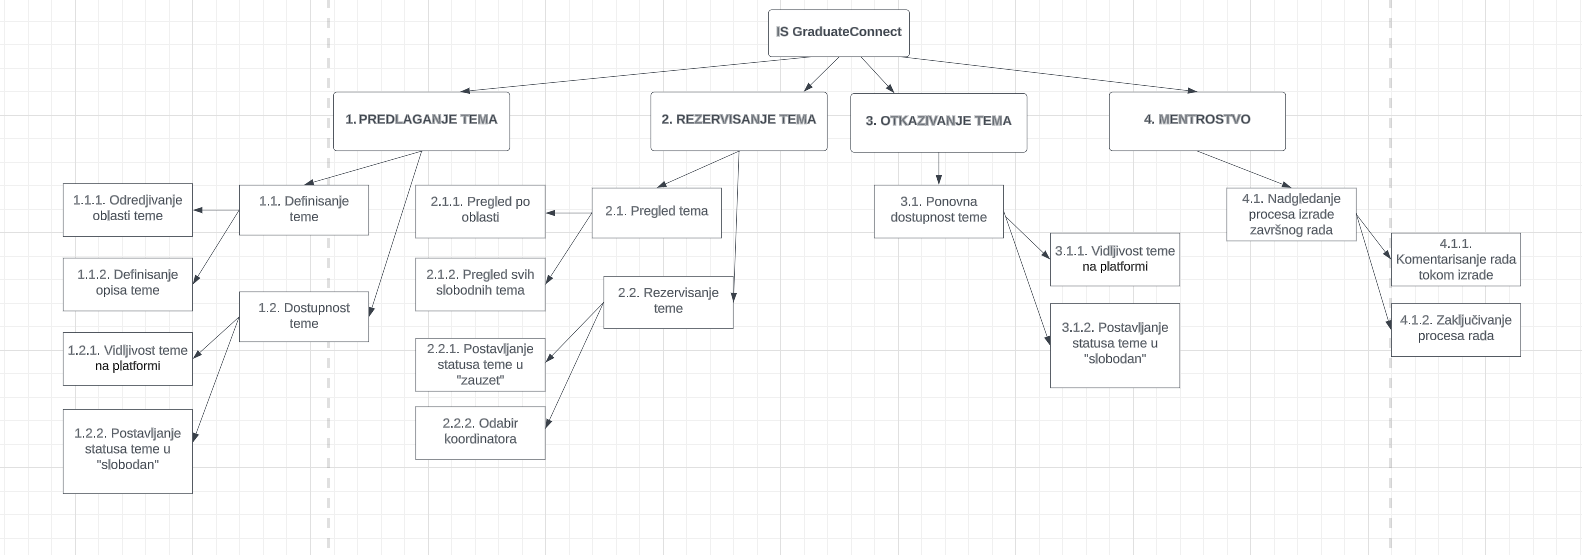 IS GraduateConnect
1. PREDLAGANJE TEMA
2. REZERVISANJE TEMA
3. OTKAZIVANJE TEMA
4. MENTROSTVO
1.1. Definisanje
teme
1.1.1. Odredjivanje
oblasti teme
1.1.2. Definisanje
opisa teme
1.2. Dostupnost
teme
1.2.1. Vidljivost teme
na platformi
1.2.2. Postavljanje
statusa teme u
"slobodan"
2.1. Pregled tema
2.1.1. Pregled po
oblasti
2.1.2. Pregled svih
slobodnih tema
2.2. Rezervisanje
teme
2.2.1. Postavljanje
statusa teme u
"zauzet"
2.2.2. Odabir
koordinatora
3.1. Ponovna
dostupnost teme
3.1.1. Vidljivost teme
na platformi
3.1.2. Postavljanje
statusa teme u
"slobodan"
4.1. Nadgledanje
procesa izrade
završnog rada
4.1.1.
Komentarisanje rada
tokom izrade
4.1.2. Zaključivanje
procesa rada